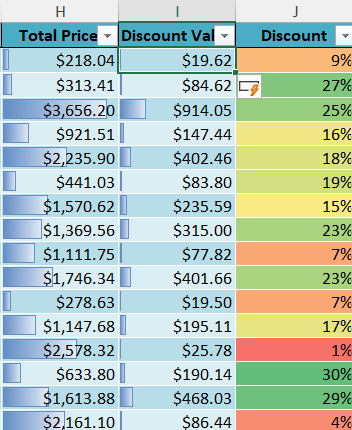 H I J
Total Price Discount Val Discount
$218.04 $19.62 9%
$313.41 $84.62 27%
$3,656.20 $914.05 25%
$921.51 $147.44 16%
$2,235.90 $402.46 18%
$441.03 $83.80 19%
$1,570.62 $235.59 15%
$1,369.56 $315.00 23%
$1,111.75 $77.82 7%
$1,746.34 $401.66 23%
$278.63 $19.50 7%
$1,147.68 $195.11 17%
$2,578.32 $25.78 1%
$633.80 $190.14 30%
$1,613.88 $468.03 29%
$2,161.10 $86.44 4%